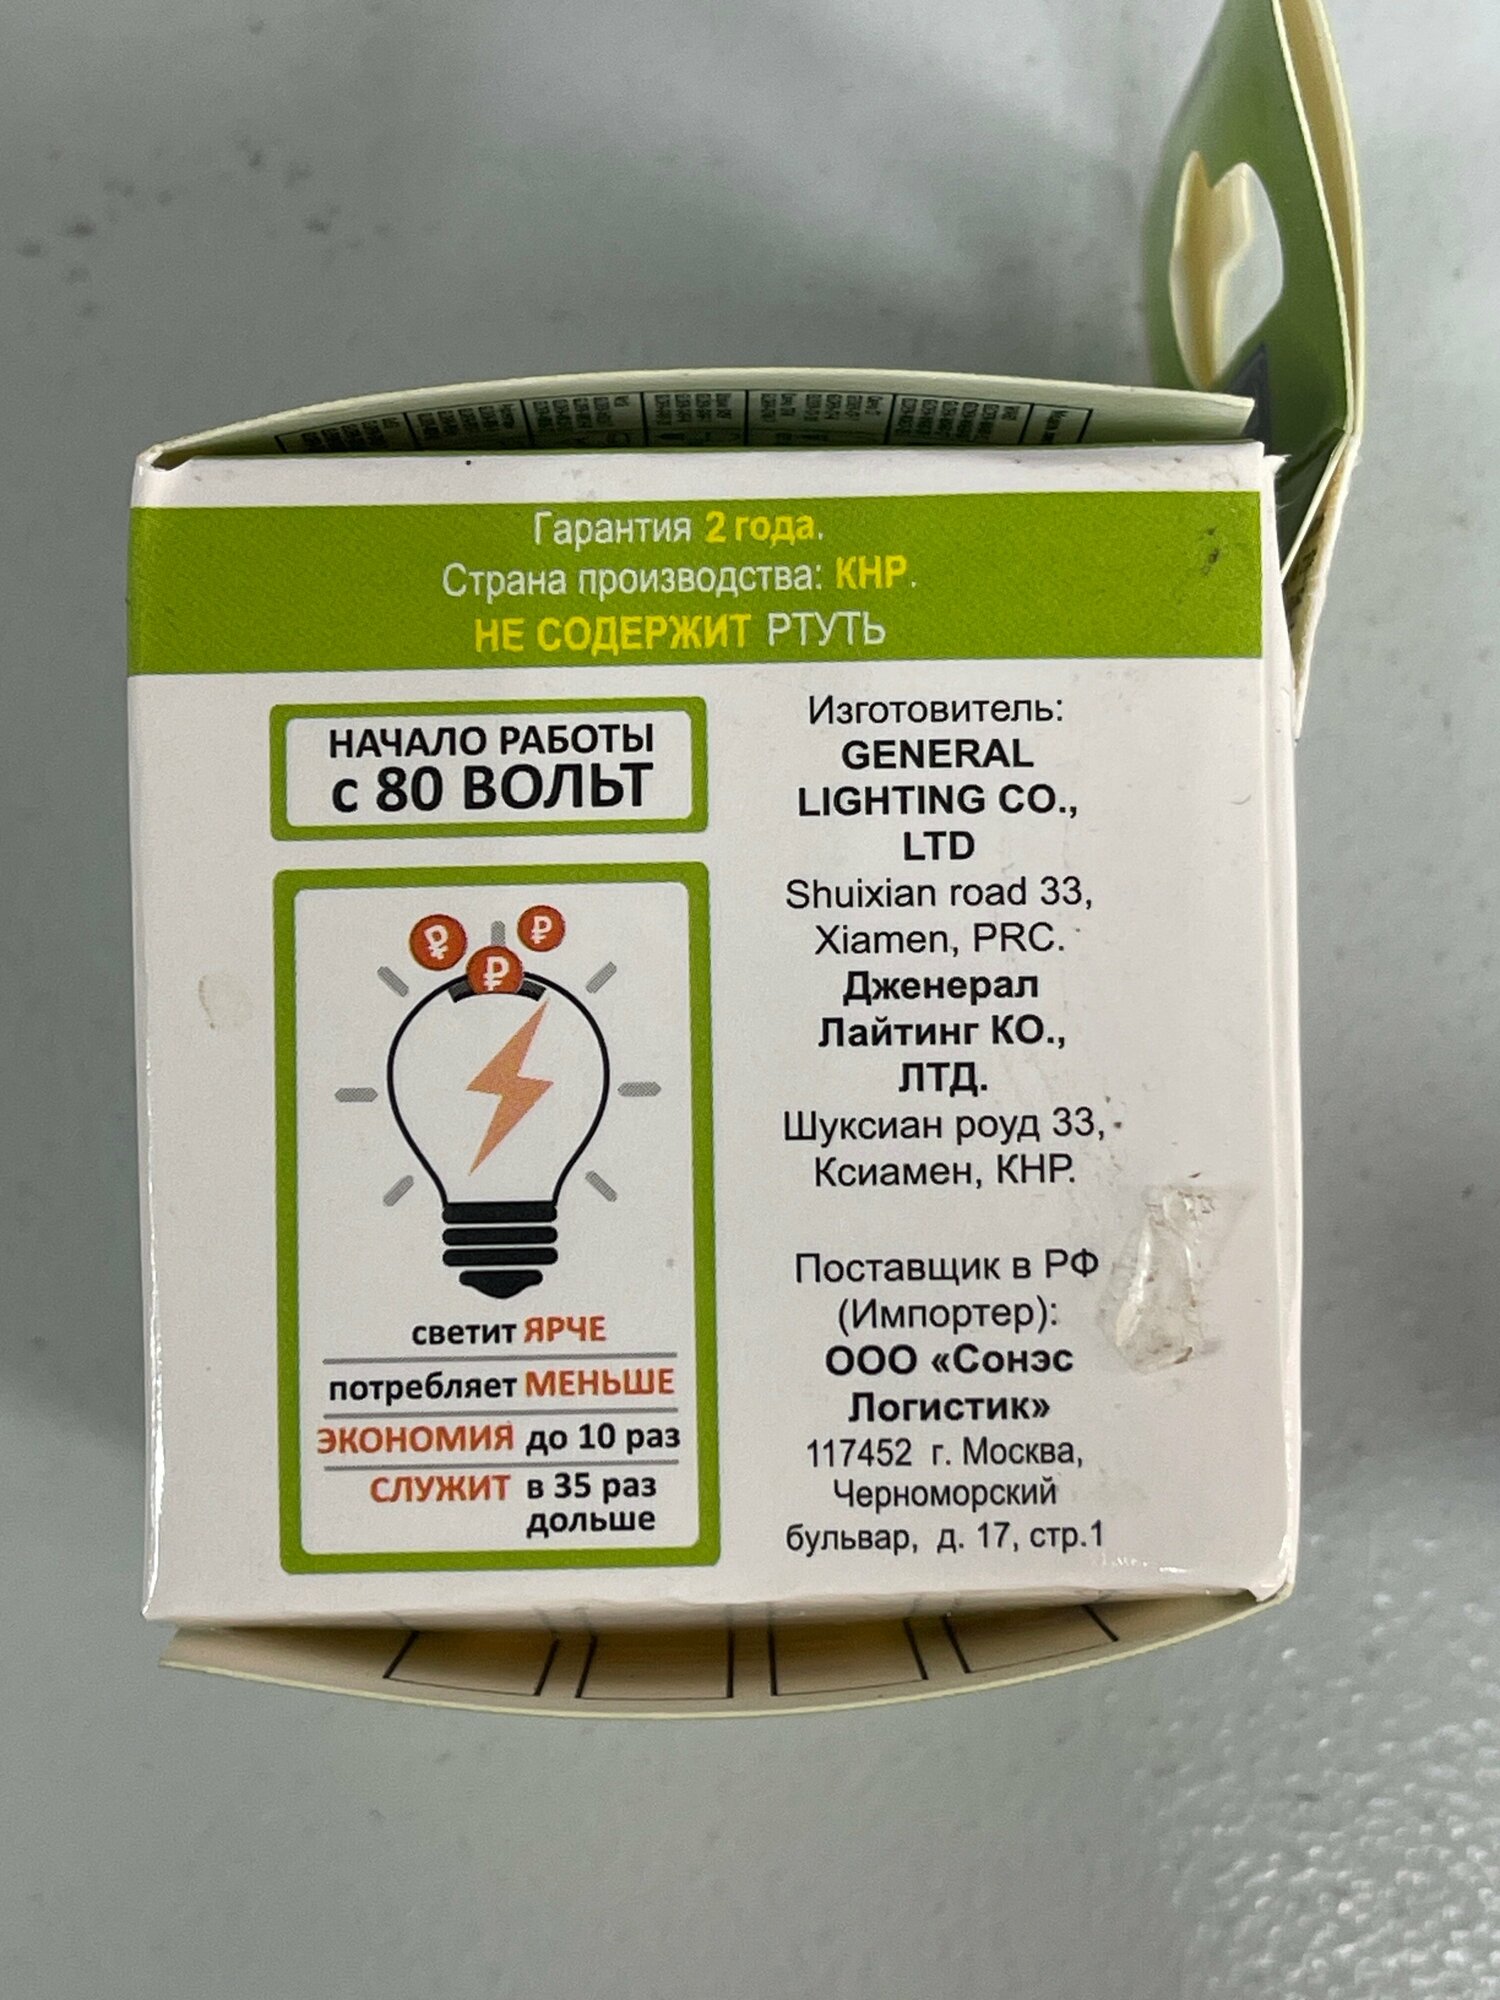 Гарантия 2 года.
Страна производства: КНР.
НЕ СОДЕРЖИТ РТУТЬ
НАЧАЛО РАБОТЫ
с 80 ВОЛЬТ
₽ ₽
₽
светит ЯРЧЕ
потребляет МЕНЬШЕ
ЭКОНОМИЯ до 10 раз
СЛУЖИТ в 35 раз
дольше
Изготовитель:
GENERAL
LIGHTING CO.,
LTD
Shuixian road 33,
Xiamen, PRC.
Дженерал
Лайтинг КО.,
ЛТД.
Шуксиан роуд 33,
Ксиамен, КНР.
Поставщик в РФ
(Импортер):
ООО «Сонэс
Логистик»
117452 г. Москва,
Черноморский
бульвар, д. 17, стр.1